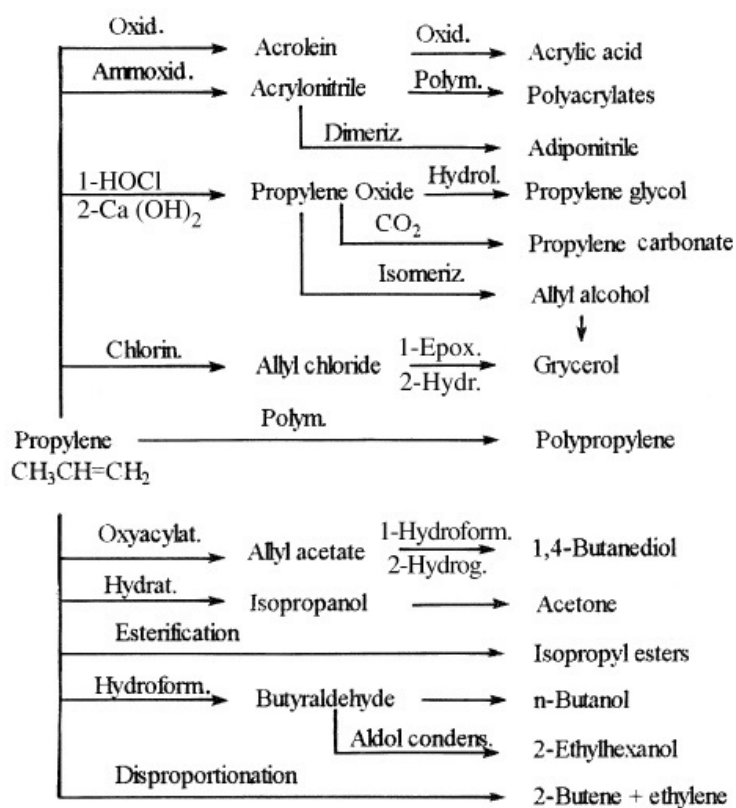 Oxid. Acrolein Oxid. Acrylic acid
Ammoxid. Acrylonitrile Polym. Polyacrylates
Dimeriz. Adiponitrile
1-HOCl
2-Ca (OH)₂ Propylene Oxide Hydrol. Propylene glycol
CO₂ Propylene carbonate
Isomeriz. Allyl alcohol
Chlorin. Allyl chloride 1-Epox.
2-Hydr. Grycerol
Propylene Polym. Polypropylene
CH₃CH=CH₂
Oxyacylat. Allyl acetate 1-Hydroform.
2-Hydrog. 1,4-Butanediol
Hydrat. Isopropanol Acetone
Esterification Isopropyl esters
Hydroform. Butyraldehyde n-Butanol
Aldol condens. 2-Ethylhexanol
Disproportionation 2-Butene + ethylene